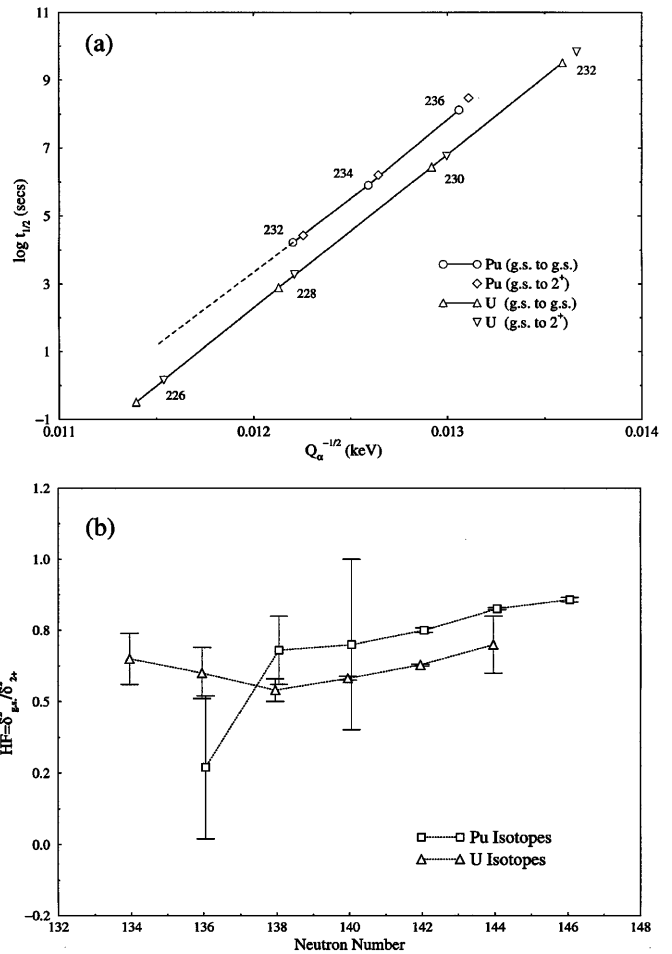 11
(a)
9
7
5
3
1
−1
log t1/2 (secs)
236
232
234
232
230
228
226
Pu (g.s. to g.s.)
Pu (g.s. to 2+)
U (g.s. to g.s.)
U (g.s. to 2+)
0.011 0.012 0.013 0.014
Qα−1/2 (keV)
1.2
(b)
1.0
0.8
0.5
0.2
0.0
−0.2
Pu Isotopes
U Isotopes
132 134 136 138 140 142 144 146 148
Neutron Number